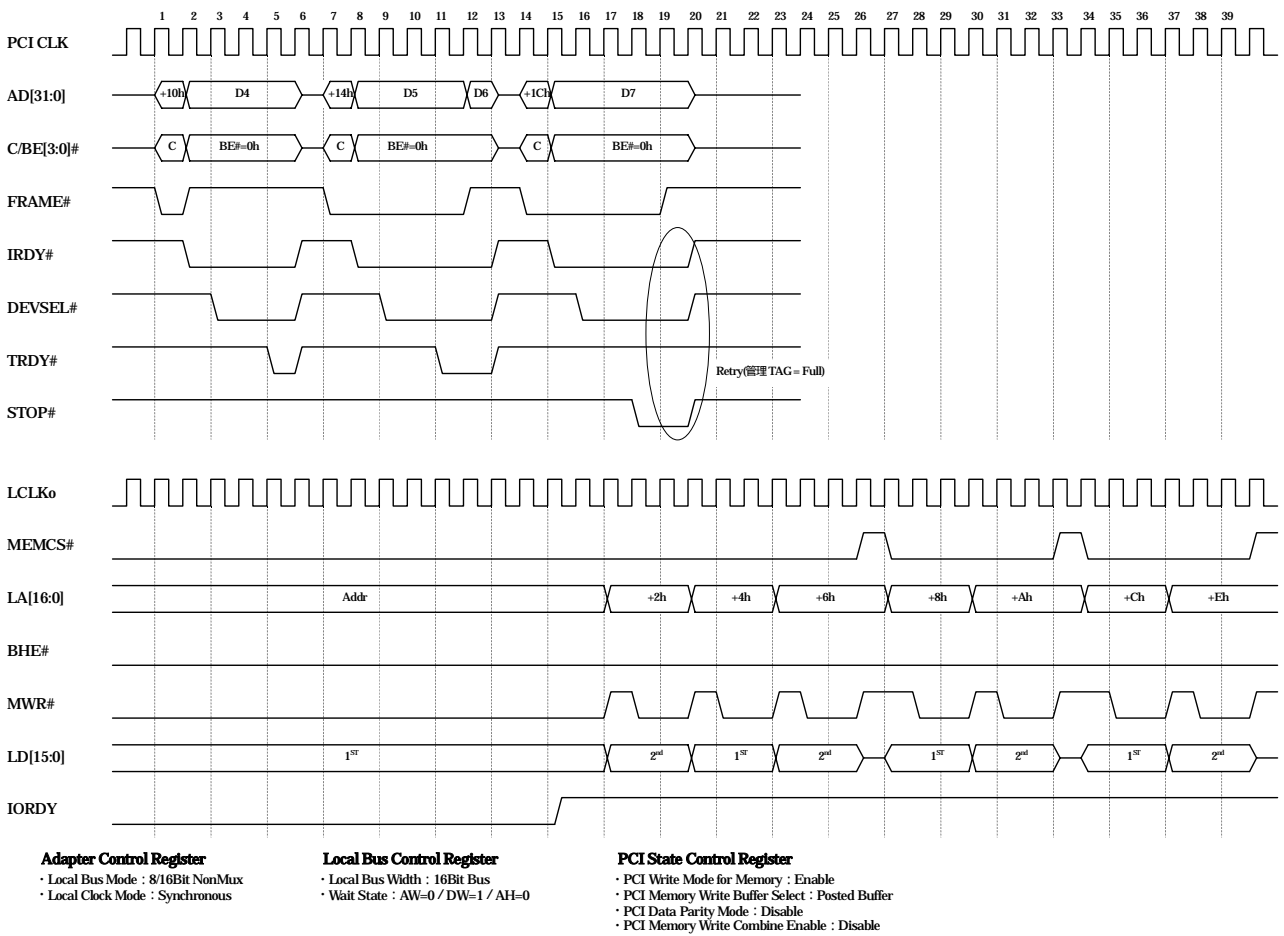 1 2 3 4 5 6 7 8 9 10 11 12 13 14 15 16 17 18 19 20 21 22 23 24 25 26 27 28 29 30 31 32 33 34 35 36 37 38 39
PCI CLK
AD[31:0] +10h D4 +14h D5 D6 +1Ch D7
C/BE[3:0]# C BE#=0h C BE#=0h C BE#=0h
FRAME#
IRDY#
DEVSEL#
TRDY#
Retry(管理TAG = Full)
STOP#
LCLKo
MEMCS#
LA[16:0] Addr +2h +4h +6h +8h +Ah +Ch +Eh
BHE#
MWR#
LD[15:0] 1ST 2nd 1ST 2nd 1ST 2nd 1ST 2nd
IORDY
Adapter Control Register
・Local Bus Mode : 8/16Bit NonMux
・Local Clock Mode : Synchronous
Local Bus Control Register
・Local Bus Width : 16Bit Bus
・Wait State : AW=0 / DW=1 / AH=0
PCI State Control Register
・PCI Write Mode for Memory : Enable
・PCI Memory Write Buffer Select : Posted Buffer
・PCI Data Parity Mode : Disable
・PCI Memory Write Combine Enable : Disable